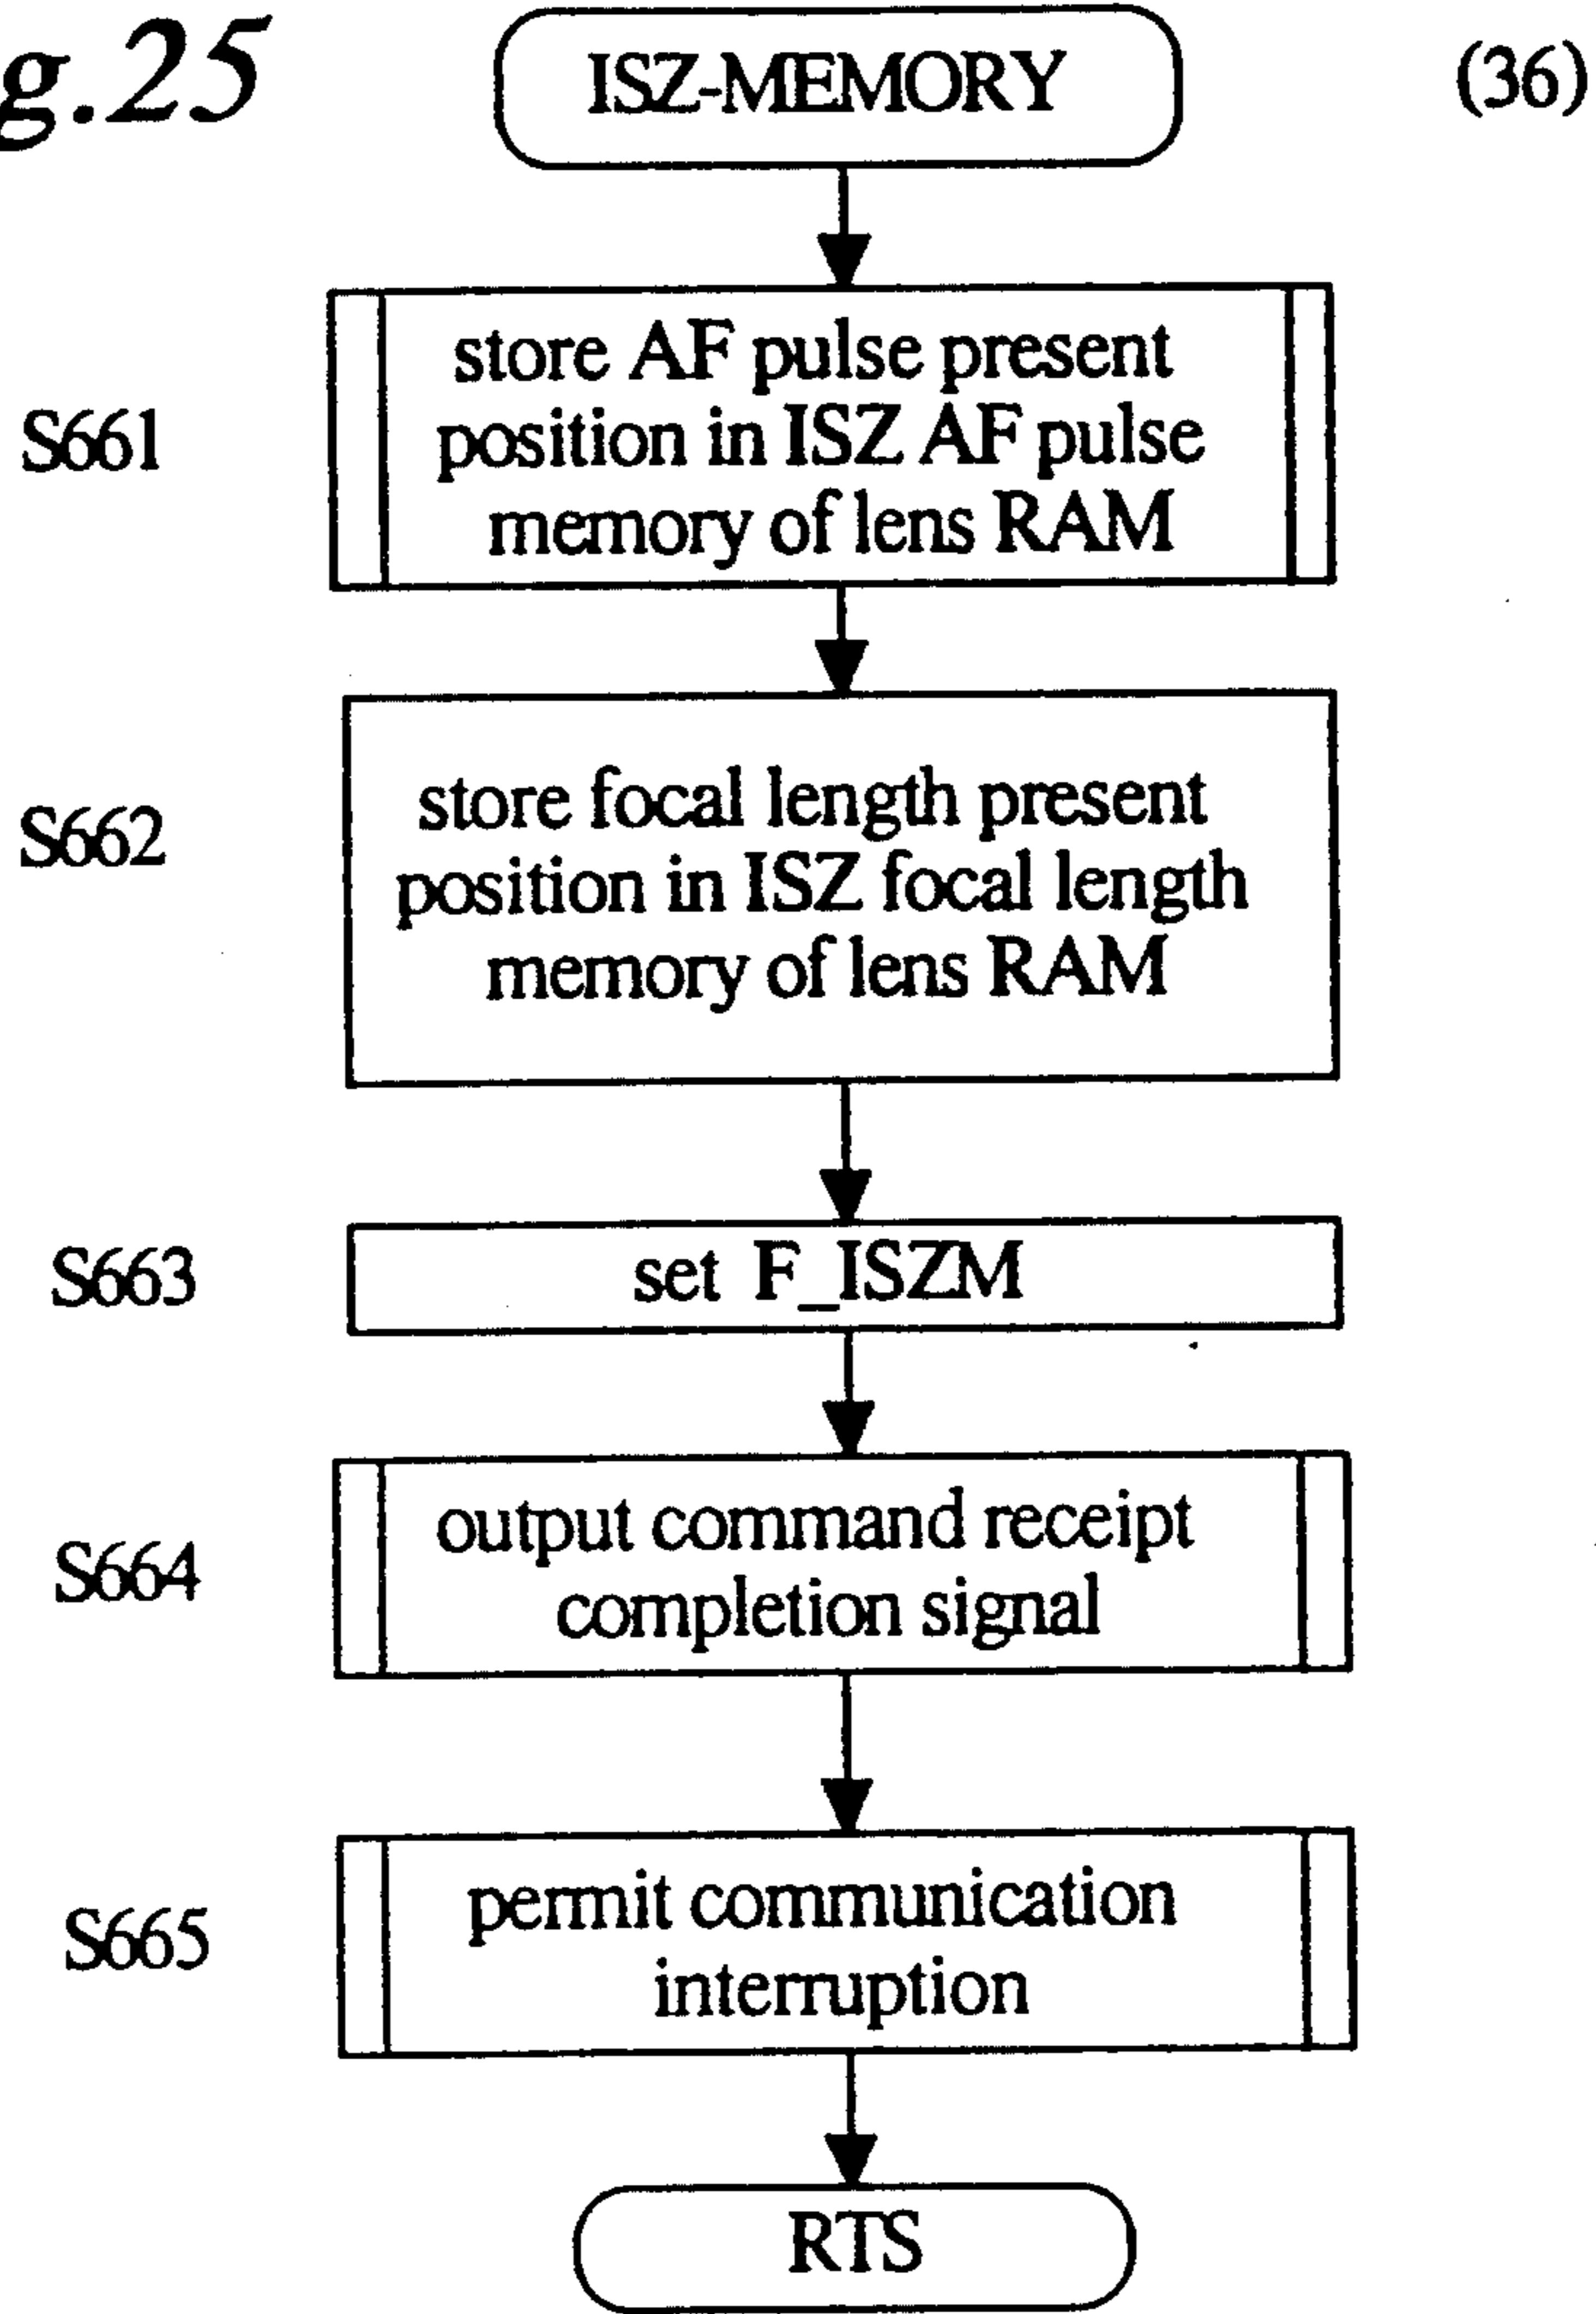 g.25
ISZ-MEMORY
(36)
S661
store AF pulse present
position in ISZ AF pulse
memory of lens RAM
S662
store focal length present
position in ISZ focal length
memory of lens RAM
S663
set F_ISZM
S664
output command receipt
completion signal
S665
permit communication
interruption
RTS